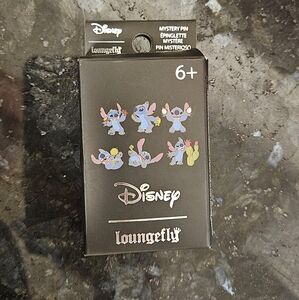 Disney
loungefly
MYSTERY PIN
ÉPINGLETTE
MYSTÈRE
PIN MISTERIOSO
6+
Disney
loungefly